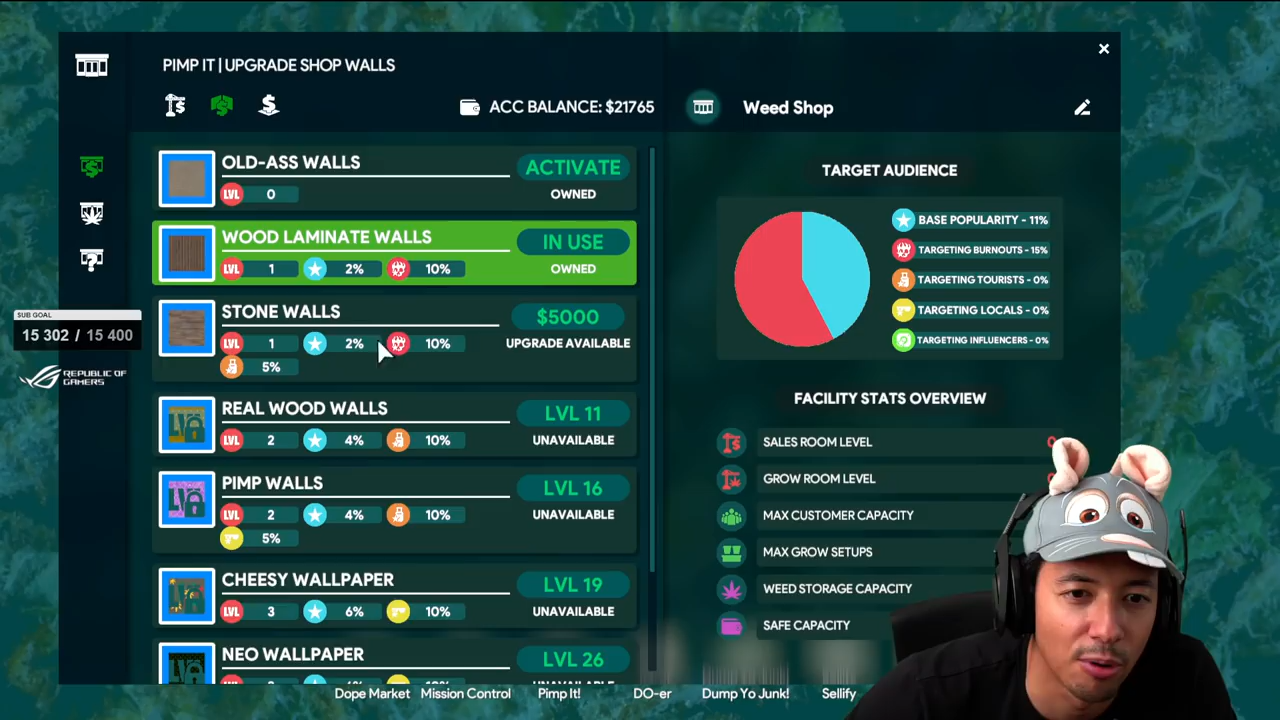 PIMP IT | UPGRADE SHOP WALLS
ACC BALANCE: $21765
Weed Shop
OLD-ASS WALLS
ACTIVATE
LVL 0
OWNED
WOOD LAMINATE WALLS
IN USE
LVL 1 2% 10%
OWNED
STONE WALLS
$5000
LVL 1 2% 10%
UPGRADE AVAILABLE
5%
REAL WOOD WALLS
LVL 11
LVL 2 4% 10%
UNAVAILABLE
PIMP WALLS
LVL 16
LVL 2 4% 10%
UNAVAILABLE
5%
CHEESY WALLPAPER
LVL 19
LVL 3 6% 10%
UNAVAILABLE
NEO WALLPAPER
LVL 26
TARGET AUDIENCE
BASE POPULARITY - 11%
TARGETING BURNOUTS - 15%
TARGETING TOURISTS - 0%
TARGETING LOCALS - 0%
TARGETING INFLUENCERS - 0%
FACILITY STATS OVERVIEW
SALES ROOM LEVEL
GROW ROOM LEVEL
MAX CUSTOMER CAPACITY
MAX GROW SETUPS
WEED STORAGE CAPACITY
SAFE CAPACITY
SUB GOAL
15 302 / 15 400
REPUBLIC OF
GAMERS
Dope Market Mission Control Pimp It! DO-er Dump Yo Junk! Sellify